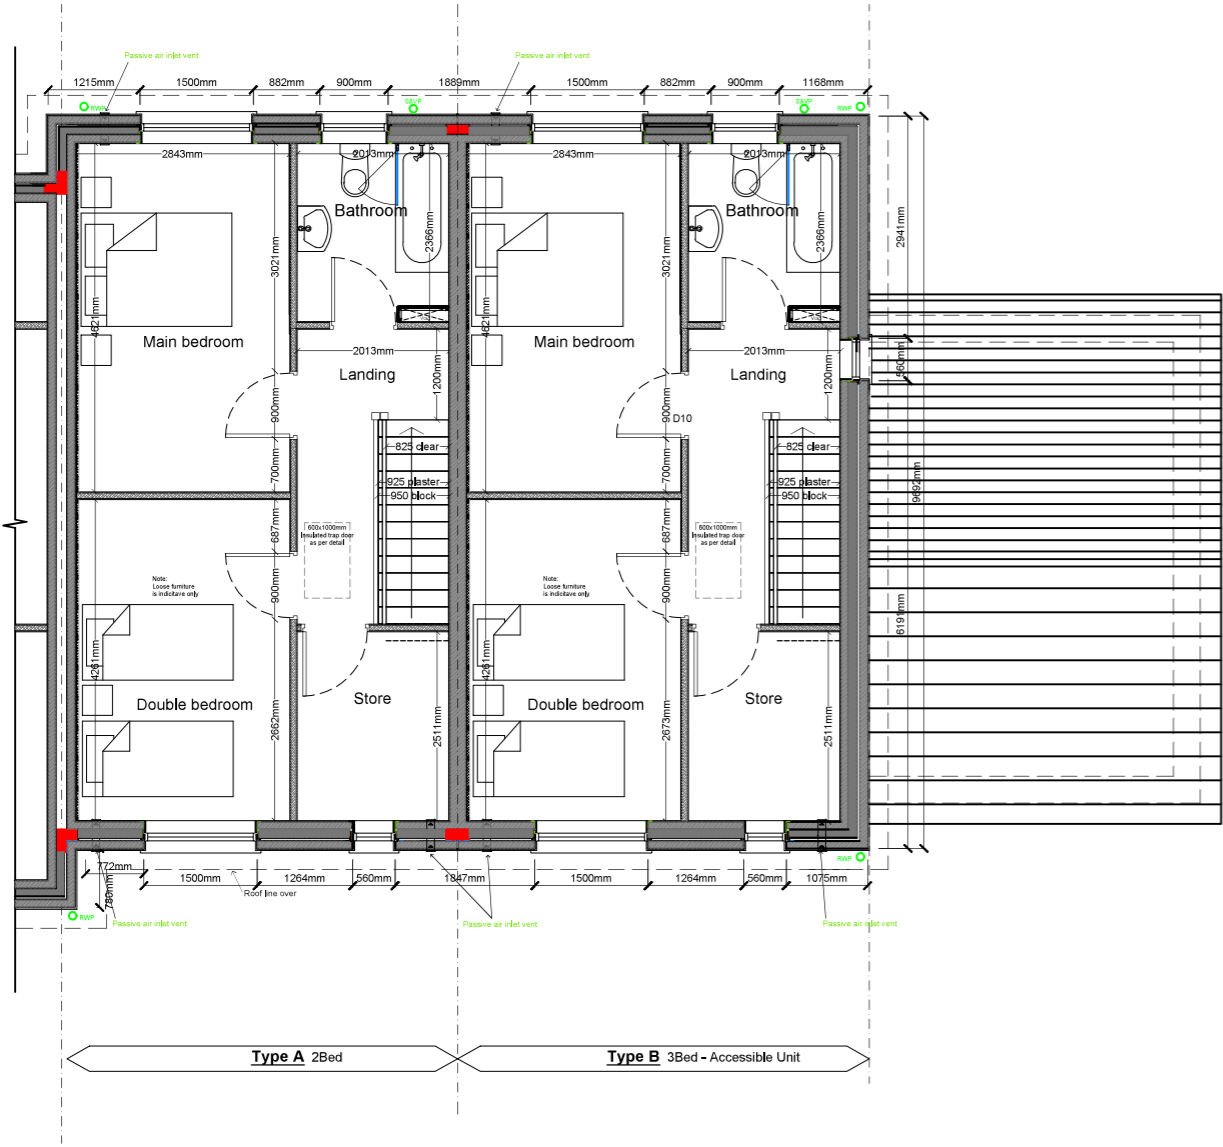 Passive air inlet vent
Passive air inlet vent
1215mm
1500mm
882mm
900mm
1889mm
1500mm
882mm
900mm
1168mm
RWP
S&VP
S&VP
RWP
2843mm
2013mm
2843mm
2013mm
Bathroom
Bathroom
3021mm
2366mm
3021mm
2366mm
2941mm
4621mm
4621mm
Main bedroom
Main bedroom
2013mm
2013mm
560mm
Landing
Landing
1200mm
1200mm
900mm
900mm
D10
825 clear
825 clear
700mm
700mm
925 plaster
925 plaster
950 block
950 block
9692mm
687mm
687mm
600x1000mm
Insulated trap door
as per detail
600x1000mm
Insulated trap door
as per detail
Note:
Loose furniture
is indicitave only
Note:
Loose furniture
is indicitave only
900mm
900mm
6191mm
4261mm
4261mm
Double bedroom
Store
Double bedroom
Store
2662mm
2511mm
2673mm
2511mm
RWP
772mm
780mm
1500mm
1264mm
560mm
1847mm
1500mm
1264mm
560mm
1075mm
Roof line over
RWP
Passive air inlet vent
Passive air inlet vent
Passive air inlet vent
Type A 2Bed
Type B 3Bed - Accessible Unit